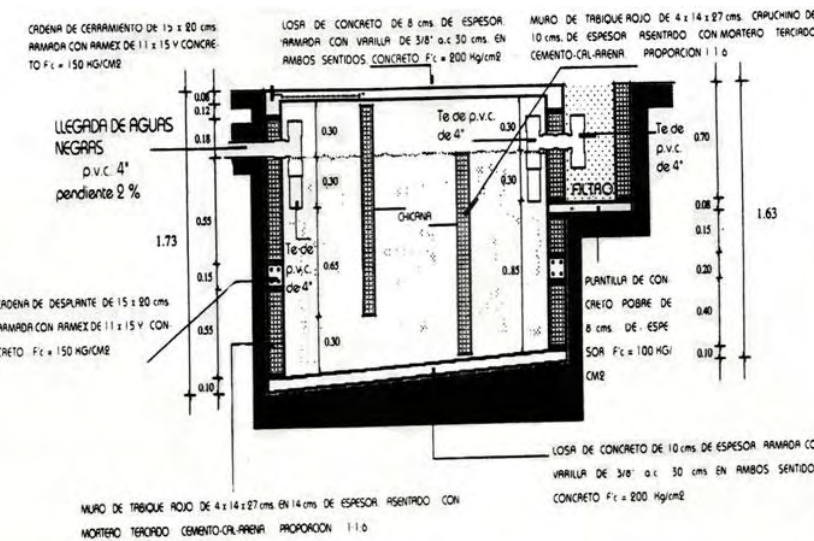 CADENA DE CERRAMIENTO DE 15 x 20 cms.
ARMADA CON ARMEX DE 11 x 15 Y CONCRE-
TO F'c = 150 KG/CM2
LOSA DE CONCRETO DE 8 cms. DE ESPESOR
ARMADA CON VARILLA DE 3/8" a.c 30 cms. EN
AMBOS SENTIDOS. CONCRETO F'c = 200 Kg/cm2
MURO DE TABIQUE ROJO DE 4 x 14 x 27 cms. CAPUCHINO DE
10 cms. DE ESPESOR ASENTADO CON MORTERO TERCIADO
CEMENTO-CAL-ARENA PROPORCION 1-1-6
LLEGADA DE AGUAS
NEGRAS
p.v.c. 4"
pendiente 2 %
0.08
0.12
0.18
0.55
1.73
0.15
0.55
0.10
0.30
0.30
0.65
0.30
Te de
p.v.c.
de 4"
CHICANA
Te de p.v.c.
de 4"
0.30
0.30
0.85
Te de
p.v.c.
de 4"
FILTRO
0.70
0.08
0.15
0.20
0.40
0.10
1.63
CADENA DE DESPLANTE DE 15 x 20 cms.
ARMADA CON ARMEX DE 11 x 15 Y CON-
CRETO F'c = 150 KG/CM2
PLANTILLA DE CON
CRETO POBRE DE
8 cms. DE ESPE
SOR F'c = 100 KG/
CM2
LOSA DE CONCRETO DE 10 cms. DE ESPESOR ARMADA CO
VARILLA DE 3/8" a.c 30 cms EN AMBOS SENTIDO
CONCRETO F'c = 200 Kg/cm2
MURO DE TABIQUE ROJO DE 4 x 14 x 27 cms. EN 14 cms. DE ESPESOR ASENTADO CON
MORTERO TERCIADO CEMENTO-CAL-ARENA PROPORCION 1-1-6